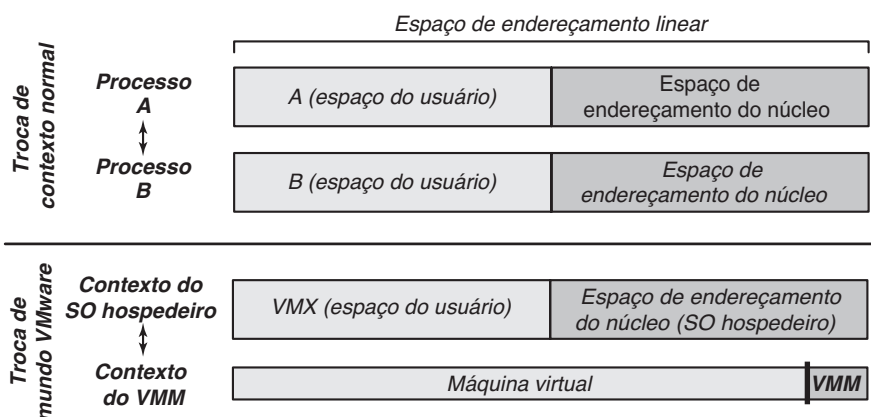 Espaço de endereçamento linear
Troca de
contexto normal
Processo
A
A (espaço do usuário)
Espaço de
endereçamento do núcleo
Processo
B
B (espaço do usuário)
Espaço de
endereçamento do núcleo
Troca de
mundo VMware
Contexto do
SO hospedeiro
VMX (espaço do usuário)
Espaço de endereçamento
do núcleo (SO hospedeiro)
Contexto
do VMM
Máquina virtual
VMM